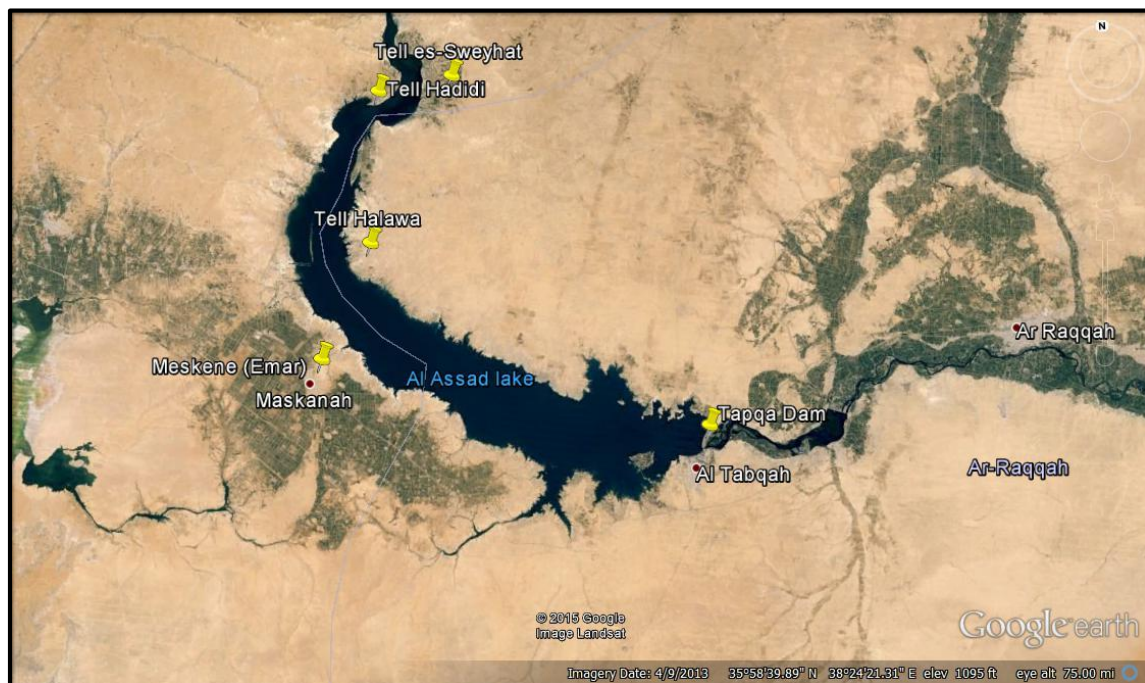 N
Tell es-Sweyhat
Tell Hadidi
Tell Halawa
Ar Raqqah
Meskene (Emar)
Al Assad lake
Maskanah
Tapqa Dam
Al Tabqah
Ar-Raqqah
© 2015 Google
Image Landsat
Google earth
Imagery Date: 4/9/2013 35°58'39.89" N 38°24'21.31" E elev 1095 ft eye alt 75.00 mi